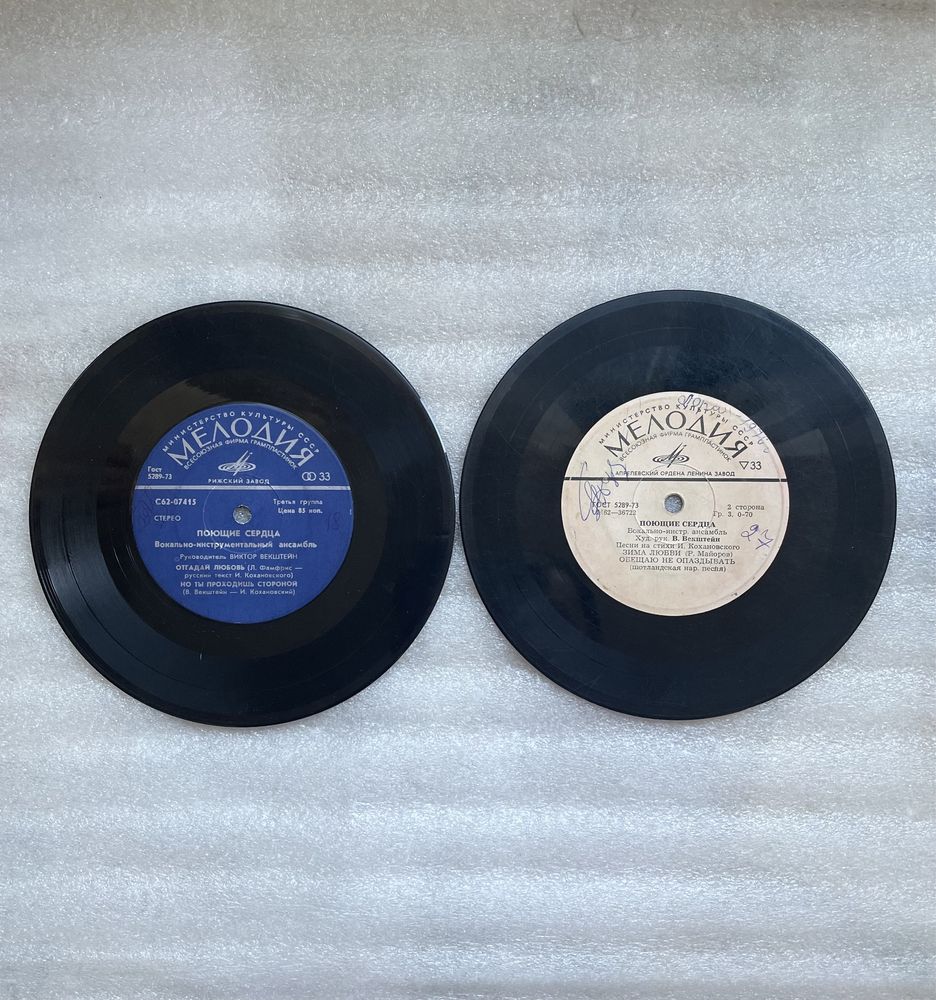 МИНИСТЕРСТВО КУЛЬТУРЫ СССР
МЕЛОДИЯ
ВСЕСОЮЗНАЯ ФИРМА ГРАМПЛАСТИНОК
Гост
5289-73
33
РИЖСКИЙ ЗАВОД
С62-07415
Третья группа
Цена 85 коп.
СТЕРЕО
ПОЮЩИЕ СЕРДЦА
Вокально-инструментальный ансамбль
Руководитель ВИКТОР ВЕКШТЕЙН
ОТГАДАЙ ЛЮБОВЬ (Л. Фамфрис —
русский текст И. Кохановского)
НО ТЫ ПРОХОДИШЬ СТОРОНОЙ
(В. Векштейн — И. Кохановский)
МИНИСТЕРСТВО КУЛЬТУРЫ СССР
МЕЛОДИЯ
ВСЕСОЮЗНАЯ ФИРМА ГРАМПЛАСТИНОК
33
АПРЕЛЕВСКИЙ ОРДЕНА ЛЕНИНА ЗАВОД
ГОСТ 5289-73
2 сторона
62—36722
Гр. 3. 0-70
ПОЮЩИЕ СЕРДЦА
Вокально-инстр. ансамбль
Худ. рук. В. Векштейн
Песни на стихи И. Кохановского
ЗИМА ЛЮБВИ (Р. Майоров)
ОБЕЩАЮ НЕ ОПАЗДЫВАТЬ
(шотландская нар. песня)